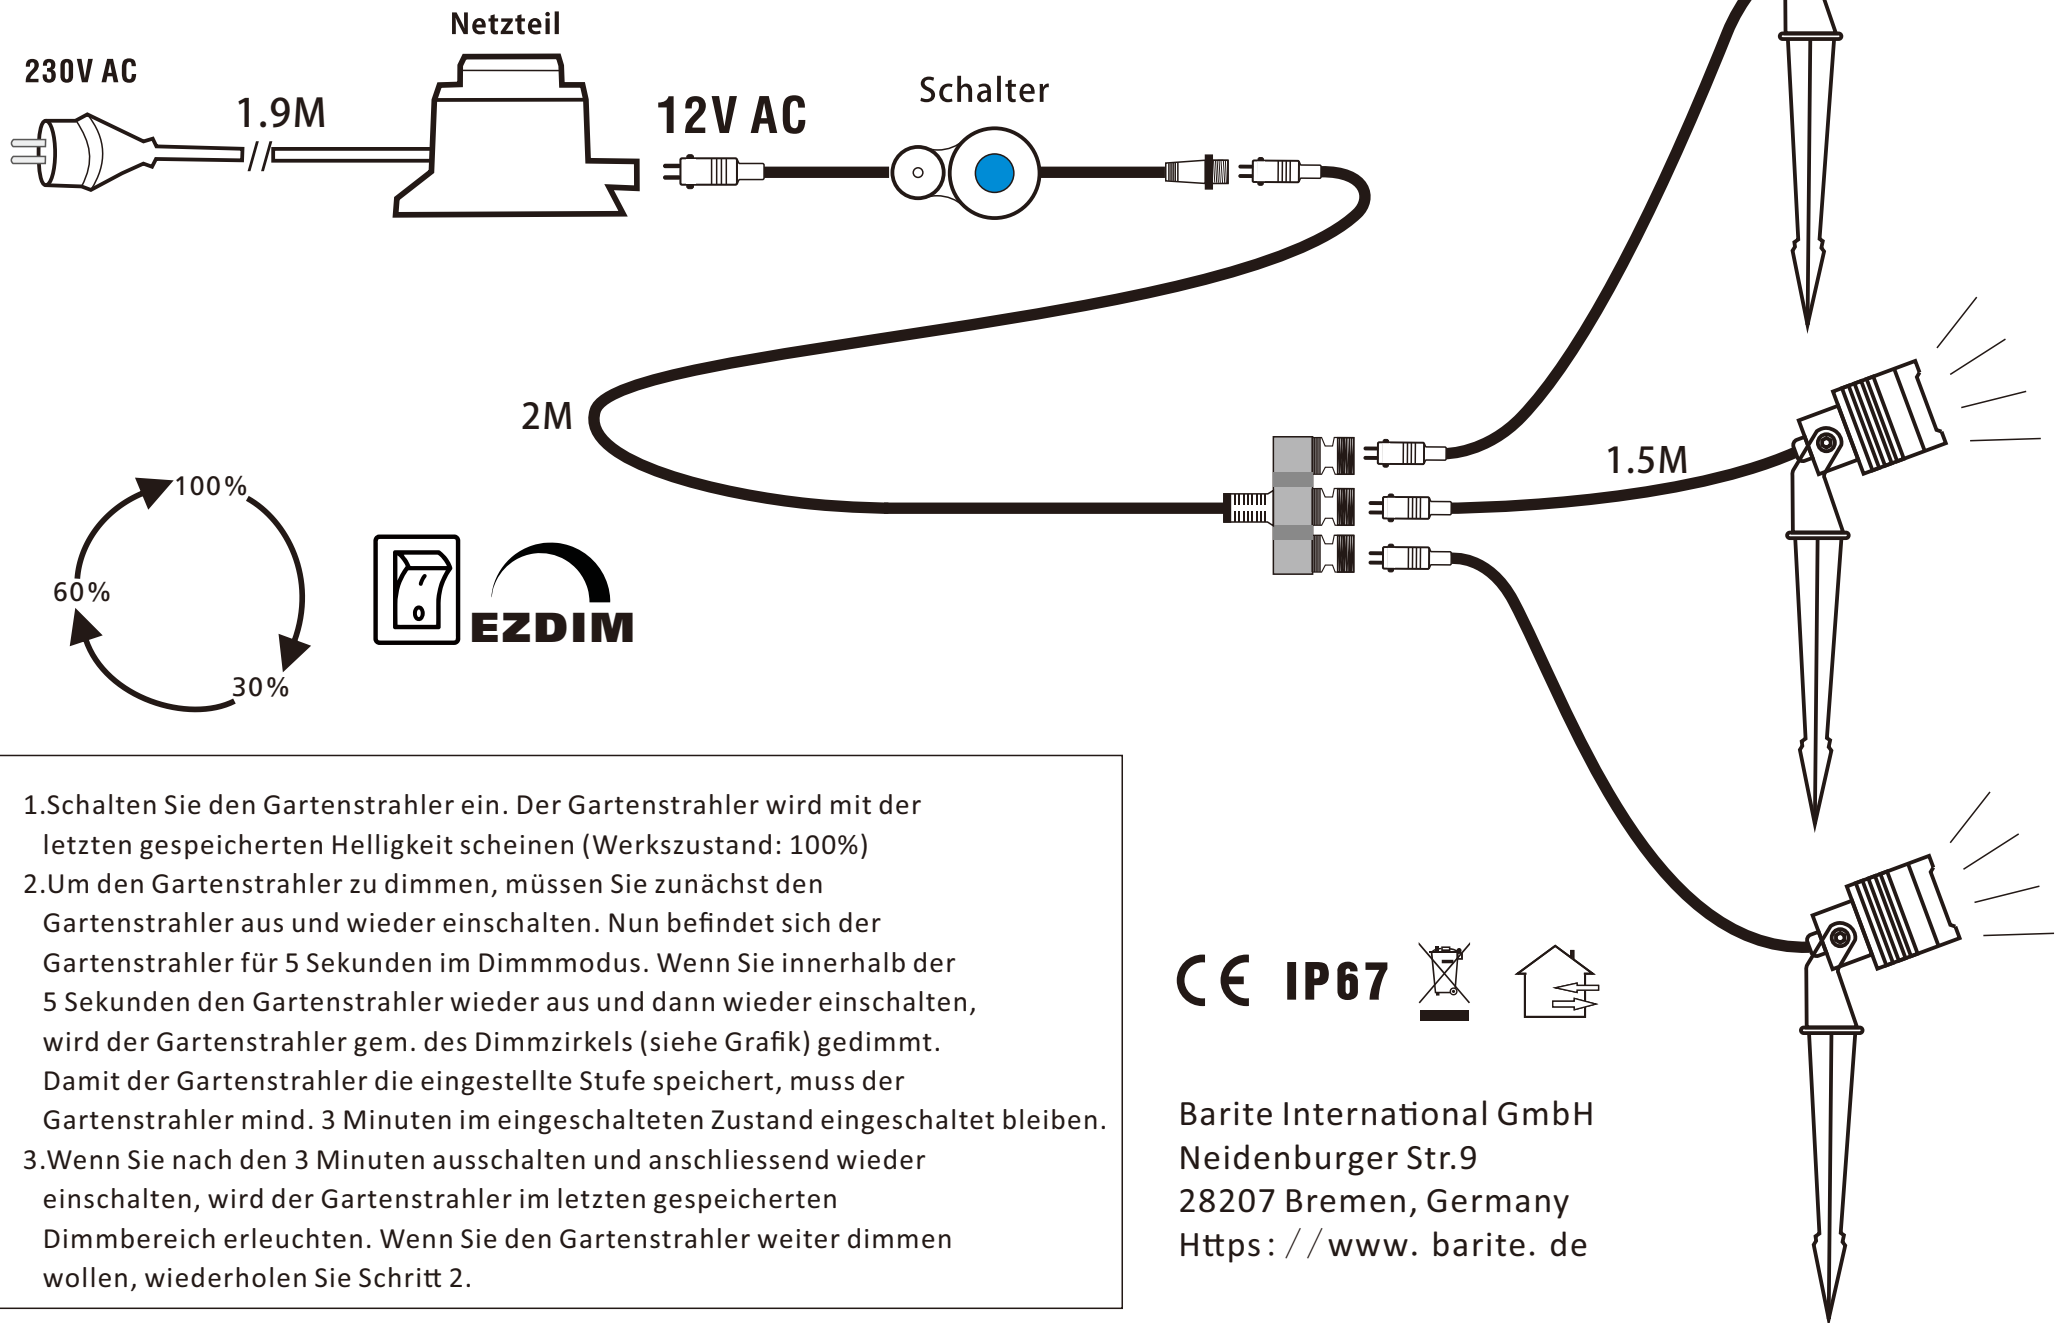 Netzteil
230V AC
1.9M
12V AC
Schalter
2M
1.5M
100%
60%
30%
EZDIM
1.Schalten Sie den Gartenstrahler ein. Der Gartenstrahler wird mit der
letzten gespeicherten Helligkeit scheinen (Werkszustand: 100%)
2.Um den Gartenstrahler zu dimmen, müssen Sie zunächst den
Gartenstrahler aus und wieder einschalten. Nun befindet sich der
Gartenstrahler für 5 Sekunden im Dimmmodus. Wenn Sie innerhalb der
5 Sekunden den Gartenstrahler wieder aus und dann wieder einschalten,
wird der Gartenstrahler gem. des Dimmzirkels (siehe Grafik) gedimmt.
Damit der Gartenstrahler die eingestellte Stufe speichert, muss der
Gartenstrahler mind. 3 Minuten im eingeschalteten Zustand eingeschaltet bleiben.
3.Wenn Sie nach den 3 Minuten ausschalten und anschliessend wieder
einschalten, wird der Gartenstrahler im letzten gespeicherten
Dimmbereich erleuchten. Wenn Sie den Gartenstrahler weiter dimmen
wollen, wiederholen Sie Schritt 2.
CE IP67
Barite International GmbH
Neidenburger Str.9
28207 Bremen, Germany
Https://www. barite. de